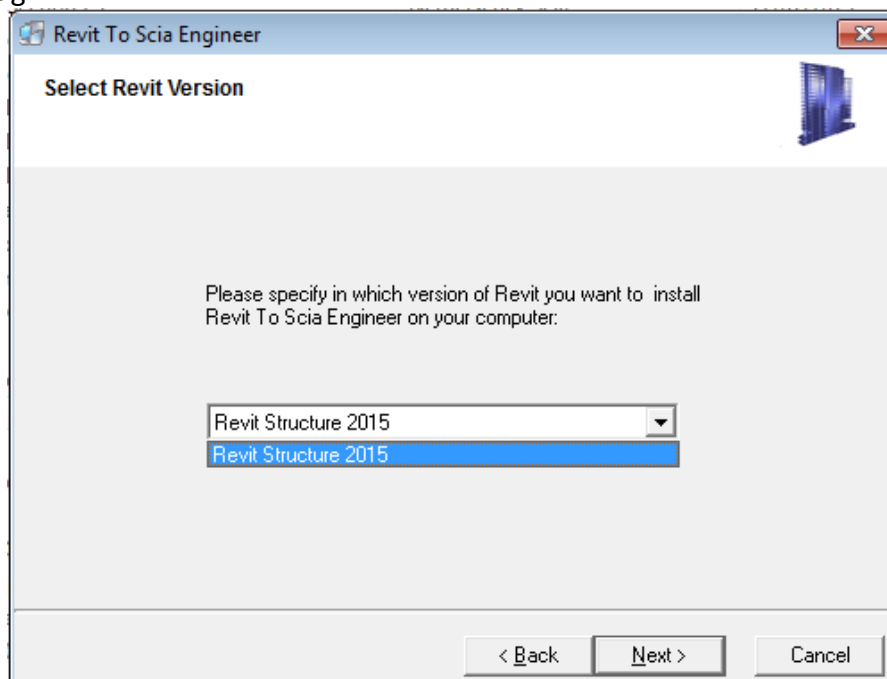 Revit To Scia Engineer
Select Revit Version
Please specify in which version of Revit you want to  install
Revit To Scia Engineer on your computer:
Revit Structure 2015
Revit Structure 2015
< Back
Next >
Cancel